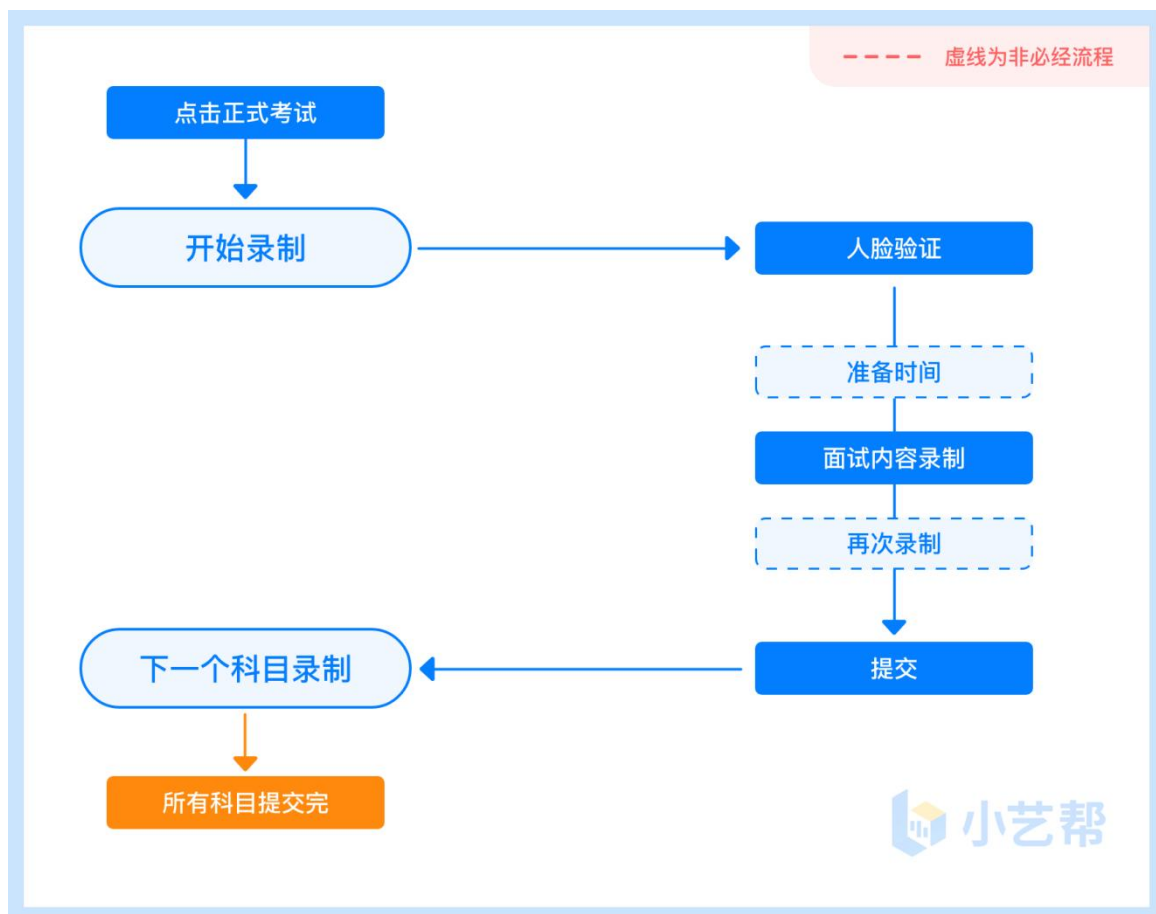 虚线为非必经流程
点击正式考试
开始录制
人脸验证
准备时间
面试内容录制
再次录制
提交
下一个科目录制
所有科目提交完
小艺帮